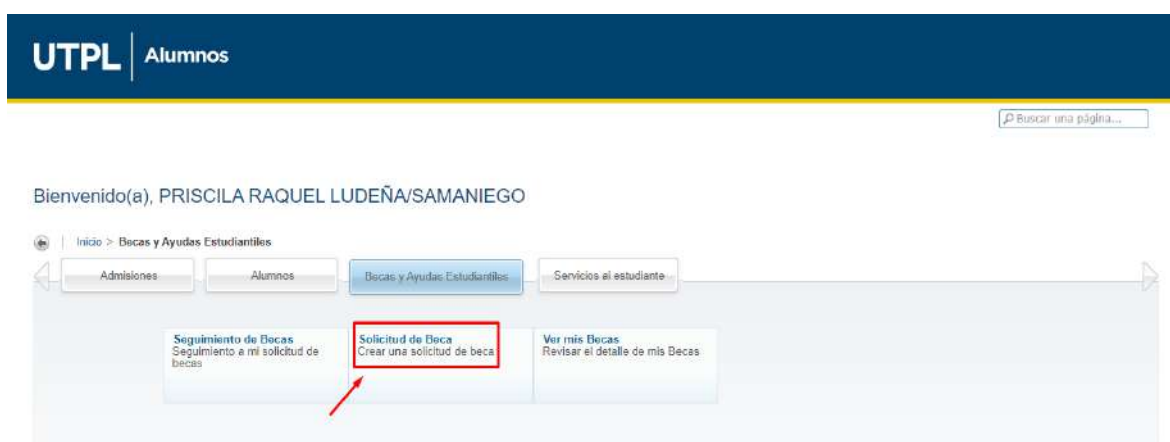 UTPL Alumnos
Buscar una página...
Bienvenido(a), PRISCILA RAQUEL LUDEÑA/SAMANIEGO
Inicio > Becas y Ayudas Estudiantiles
Admisiones
Alumnos
Becas y Ayudas Estudiantiles
Servicios al estudiante
Seguimiento de Becas
Seguimiento a mi solicitud de
becas
Solicitud de Beca
Crear una solicitud de beca
Ver mis Becas
Revisar el detalle de mis Becas